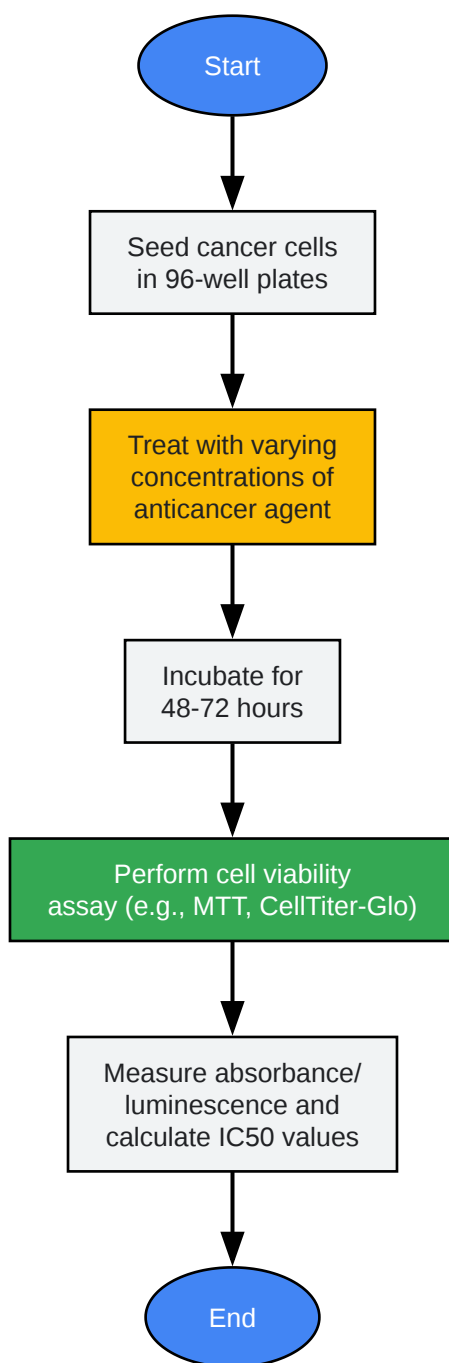 Start
Seed cancer cells
in 96-well plates
Treat with varying
concentrations of
anticancer agent
Incubate for
48-72 hours
Perform cell viability
assay (e.g., MTT, CellTiter-Glo)
Measure absorbance/
luminescence and
calculate IC50 values
End